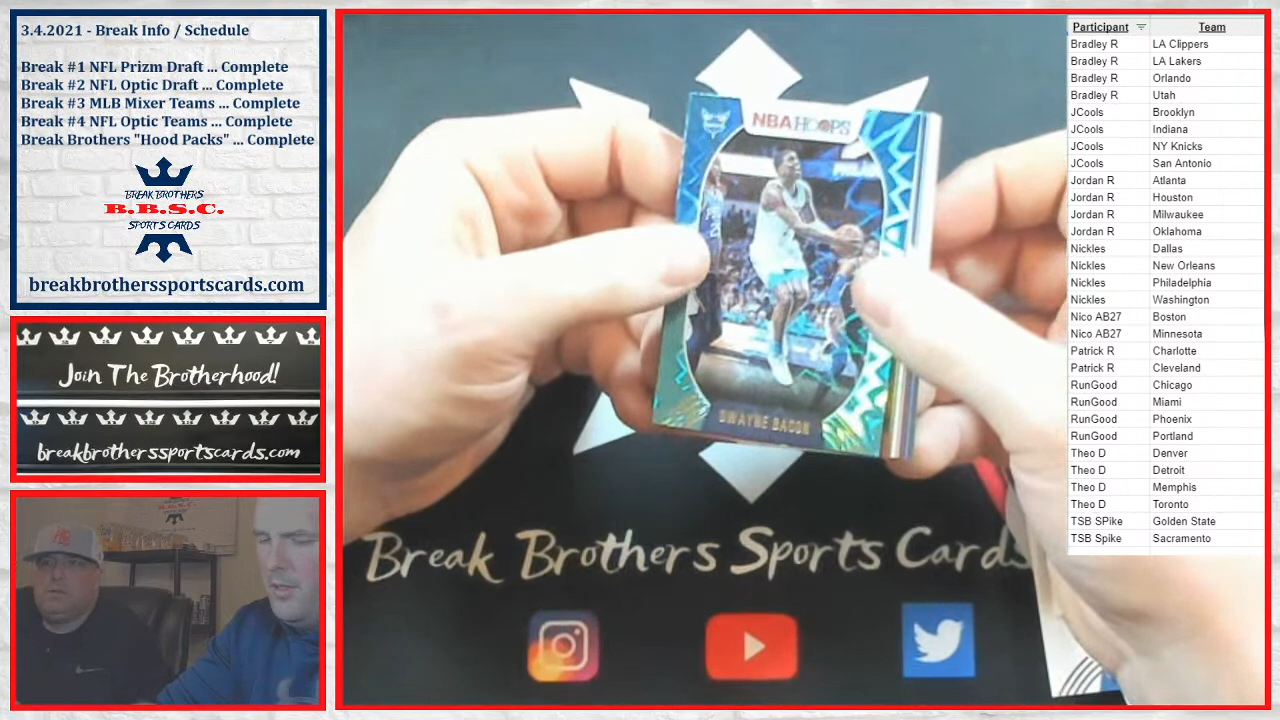 3.4.2021 - Break Info / Schedule
Break #1 NFL Prizm Draft ... Complete
Break #2 NFL Optic Draft ... Complete
Break #3 MLB Mixer Teams ... Complete
Break #4 NFL Optic Teams ... Complete
Break Brothers "Hood Packs" ... Complete
BREAK BROTHERS
B.B.S.C.
SPORTS CARDS
breakbrotherssportscards.com
Join The Brotherhood!
breakbrotherssportscards.com
NBA HOOPS
DWAYNE BACON
Break Brothers Sports Cards
Participant Team
Bradley R LA Clippers
Bradley R LA Lakers
Bradley R Orlando
Bradley R Utah
JCools Brooklyn
JCools Indiana
JCools NY Knicks
JCools San Antonio
Jordan R Atlanta
Jordan R Houston
Jordan R Milwaukee
Jordan R Oklahoma
Nickles Dallas
Nickles New Orleans
Nickles Philadelphia
Nickles Washington
Nico AB27 Boston
Nico AB27 Minnesota
Patrick R Charlotte
Patrick R Cleveland
RunGood Chicago
RunGood Miami
RunGood Phoenix
RunGood Portland
Theo D Denver
Theo D Detroit
Theo D Memphis
Theo D Toronto
TSB SPike Golden State
TSB Spike Sacramento